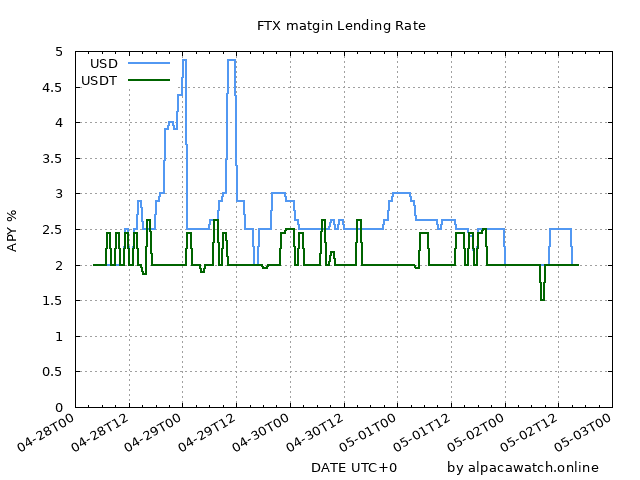 FTX matgin Lending Rate
USD
USDT
5
4.5
4
3.5
3
2.5
2
1.5
1
0.5
0
APY %
04-28T00
04-28T12
04-29T00
04-29T12
04-30T00
04-30T12
05-01T00
05-01T12
05-02T00
05-02T12
05-03T00
DATE UTC+0
by alpacawatch.online